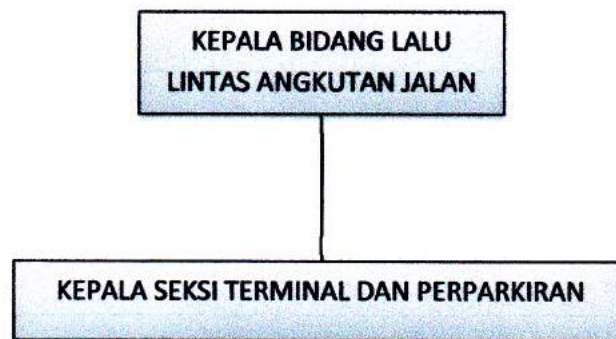 KEPALA BIDANG LALU
LINTAS ANGKUTAN JALAN
KEPALA SEKSI TERMINAL DAN PERPARKIRAN